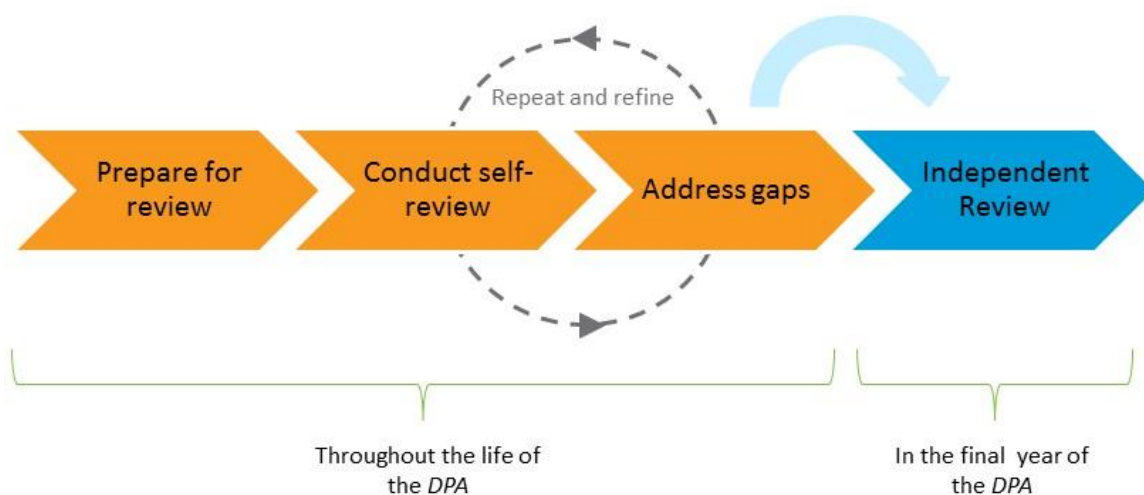 Repeat and refine
Prepare for
review
Conduct self-
review
Address gaps
Independent
Review
Throughout the life of
the DPA
In the final year of
the DPA